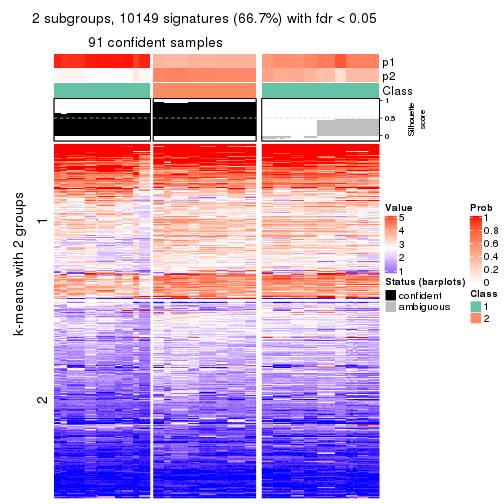 2 subgroups, 10149 signatures (66.7%) with fdr < 0.05
91 confident samples
p1
p2
Class
1
0.5
0
Silhouette
score
k-means with 2 groups
1
2
Value
5
4
3
2
1
Status (barplots)
confident
ambiguous
Prob
1
0.8
0.6
0.4
0.2
0
Class
1
2